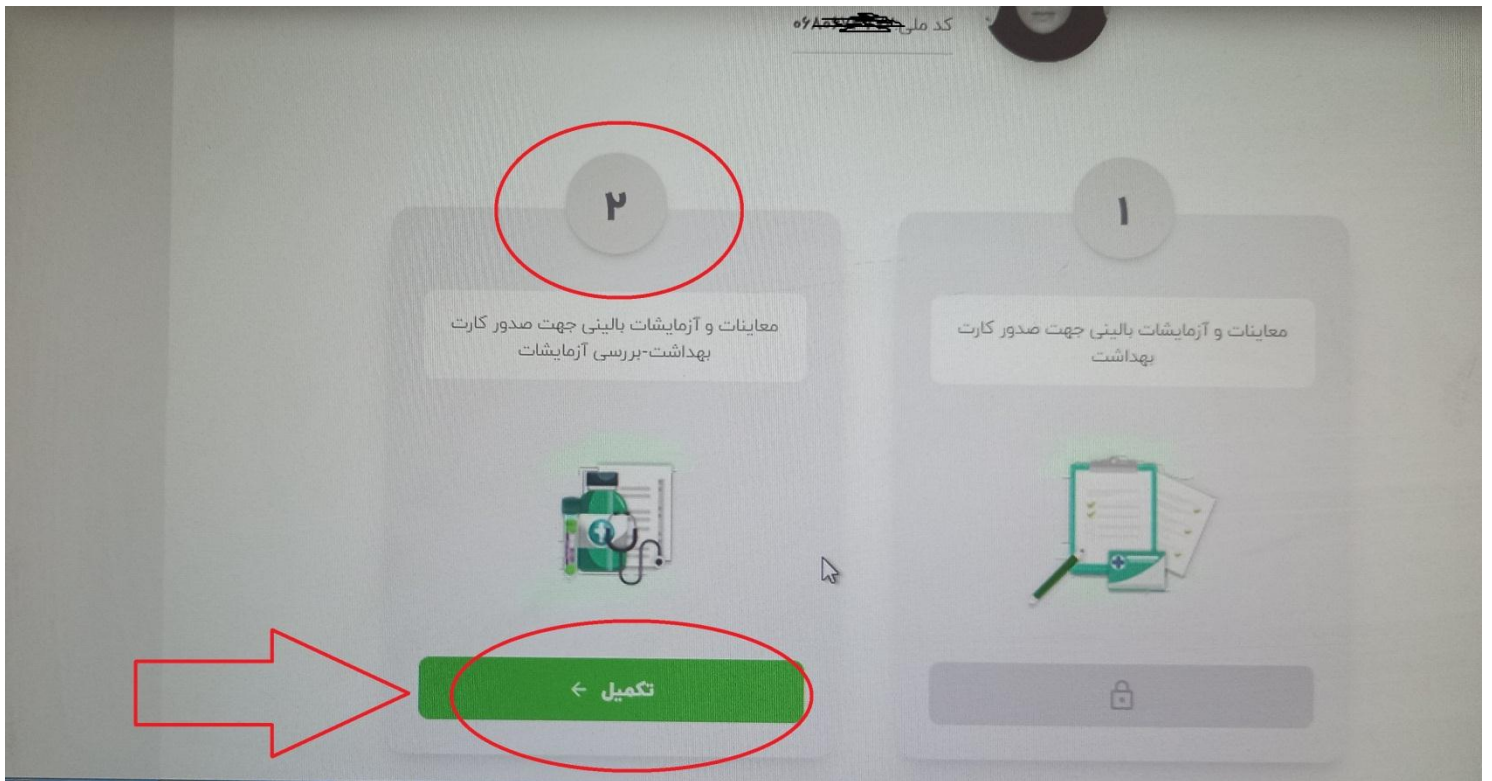 کد ملی
۱
معاینات و آزمایشات بالینی جهت صدور کارت
بهداشت
۲
معاینات و آزمایشات بالینی جهت صدور کارت
بهداشت-بررسی آزمایشات
تکمیل ←